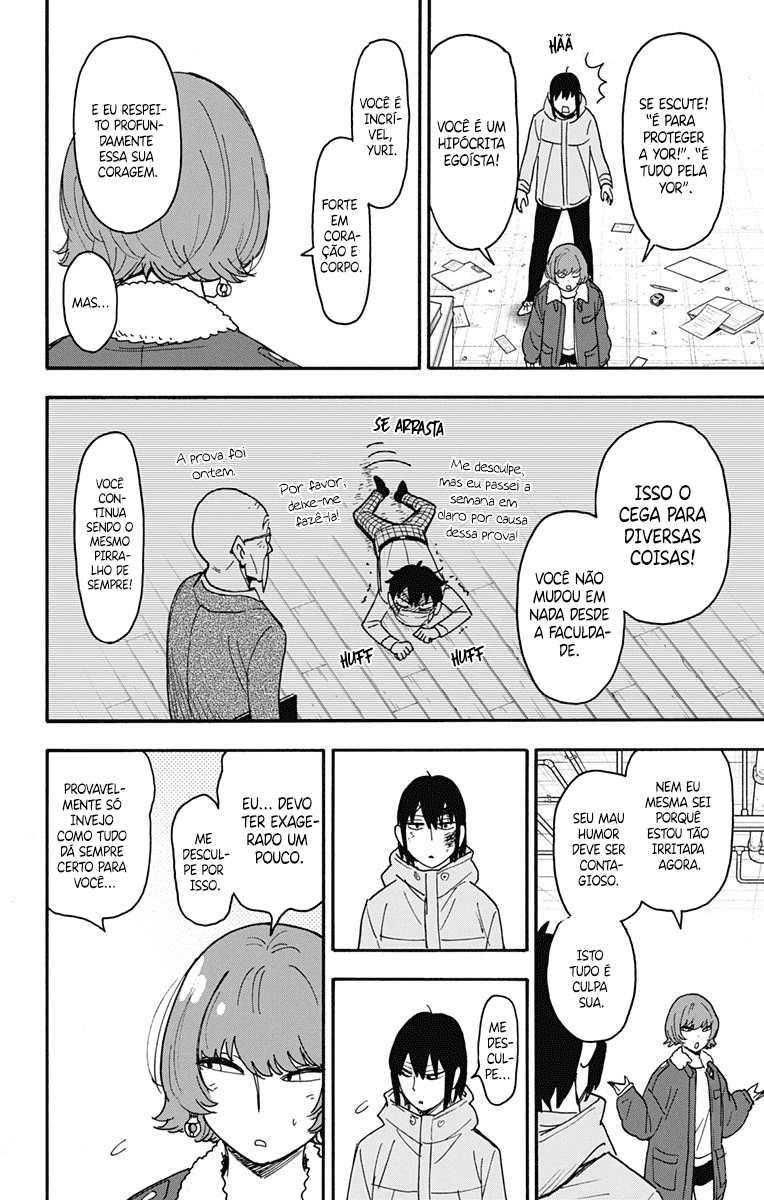 HÃÃ
SE ESCUTE!
"É PARA
PROTEGER
A YOR!". "É
TUDO PELA
YOR".
VOCÊ É UM
HIPÓCRITA
EGOÍSTA!
VOCÊ É
INCRÍ-
VEL,
YURI.
FORTE
EM
CORA-
ÇÃO E
CORPO.
E EU RESPEI-
TO PROFUN-
DAMENTE
ESSA SUA
CORAGEM.
MAS...
ISSO O
CEGA PARA
DIVERSAS
COISAS!
VOCÊ NÃO
MUDOU EM
NADA DESDE
A FACULDA-
DE.
SE ARRASTA
Me desculpe,
mas eu passei a
semana em
claro por causa
dessa prova!
Por favor,
deixe-me
fazê-la!
A prova foi
ontem.
HUFF
HUFF
VOCÊ
CON-
TINUA
SENDO O
MESMO
PIRRA-
LHO DE
SEMPRE!
NEM EU
MESMA SEI
PORQUÊ
ESTOU TÃO
IRRITADA
AGORA.
SEU MAU
HUMOR
DEVE SER
CONTA-
GIOSO.
ISTO
TUDO É
CULPA
SUA.
ME
DES-
CUL-
PE...
EU... DEVO
TER EXAGE-
RADO UM
POUCO.
ME
DESCUL-
PE POR
ISSO.
PROVAVEL-
MENTE SÓ
INVEJO
COMO TUDO
DÁ SEMPRE
CERTO PARA
VOCÊ...